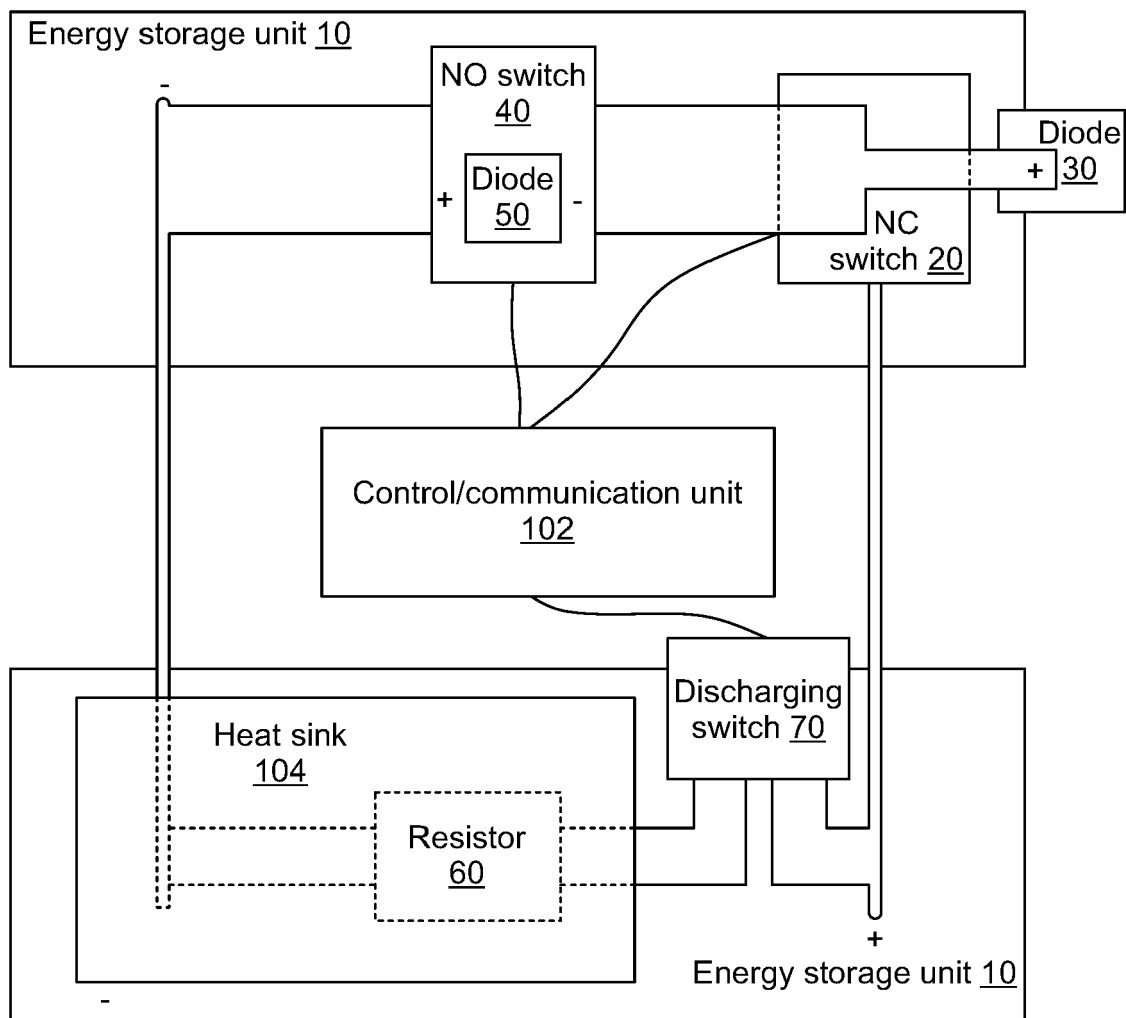 Energy storage unit 10
-
NO switch
40
Diode
50
+
-
Diode
30
+
NC
switch 20
Control/communication unit
102
Discharging
switch 70
Heat sink
104
Resistor
60
+
Energy storage unit 10
-